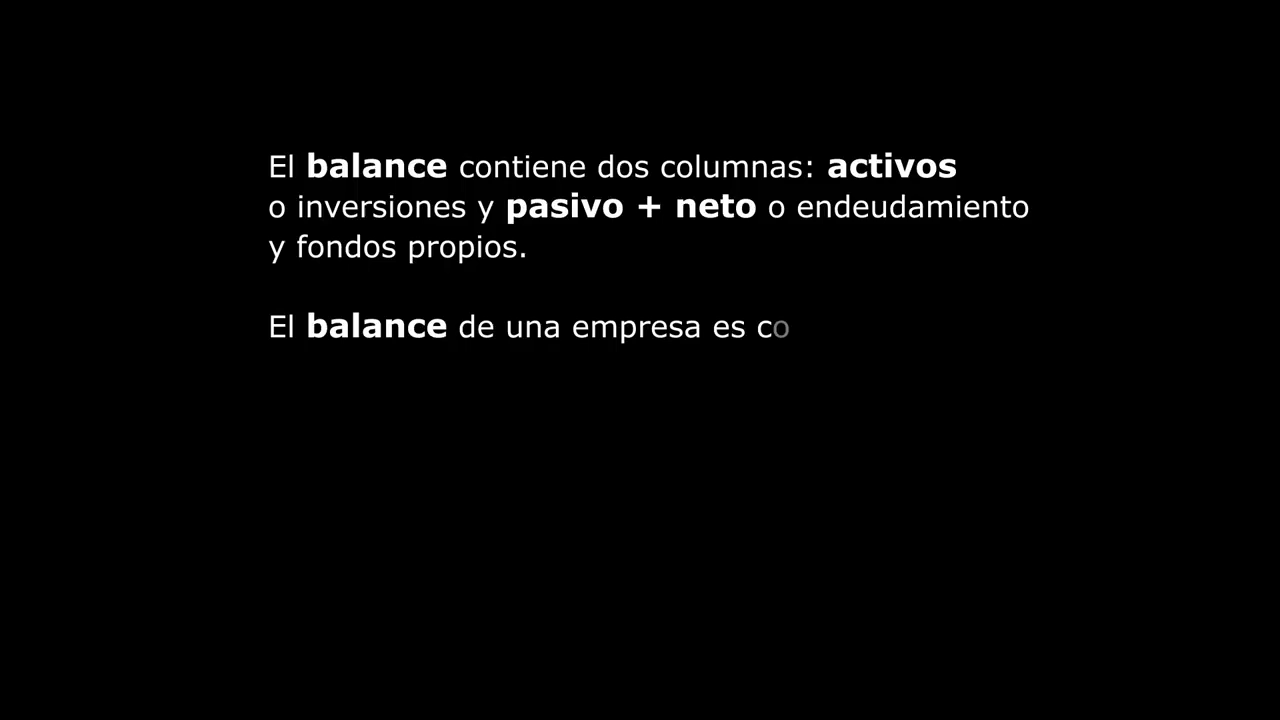 El balance contiene dos columnas: activos
o inversiones y pasivo + neto o endeudamiento
y fondos propios.
El balance de una empresa es co